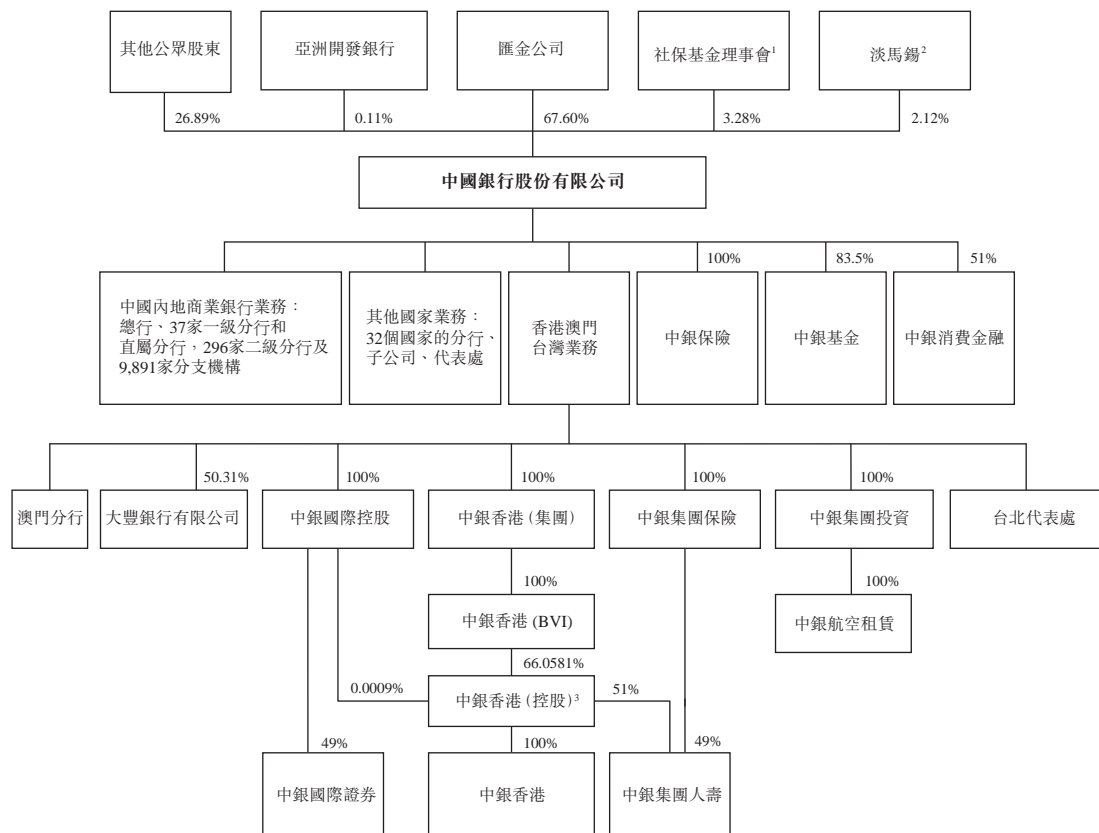 其他公眾股東
亞洲開發銀行
匯金公司
社保基金理事會1
淡馬錫2
26.89%
0.11%
67.60%
3.28%
2.12%
中國銀行股份有限公司
100%
83.5%
51%
中國內地商業銀行業務：
總行、37家一級分行和
直屬分行，296家二級分行及
9,891家分支機構
其他國家業務：
32個國家的分行、
子公司、代表處
香港澳門
台灣業務
中銀保險
中銀基金
中銀消費金融
50.31%
100%
100%
100%
100%
澳門分行
大豐銀行有限公司
中銀國際控股
中銀香港(集團)
中銀集團保險
中銀集團投資
台北代表處
100%
100%
中銀香港 (BVI)
中銀航空租賃
66.0581%
0.0009%
中銀香港(控股)3
51%
49%
100%
49%
中銀國際證券
中銀香港
中銀集團人壽